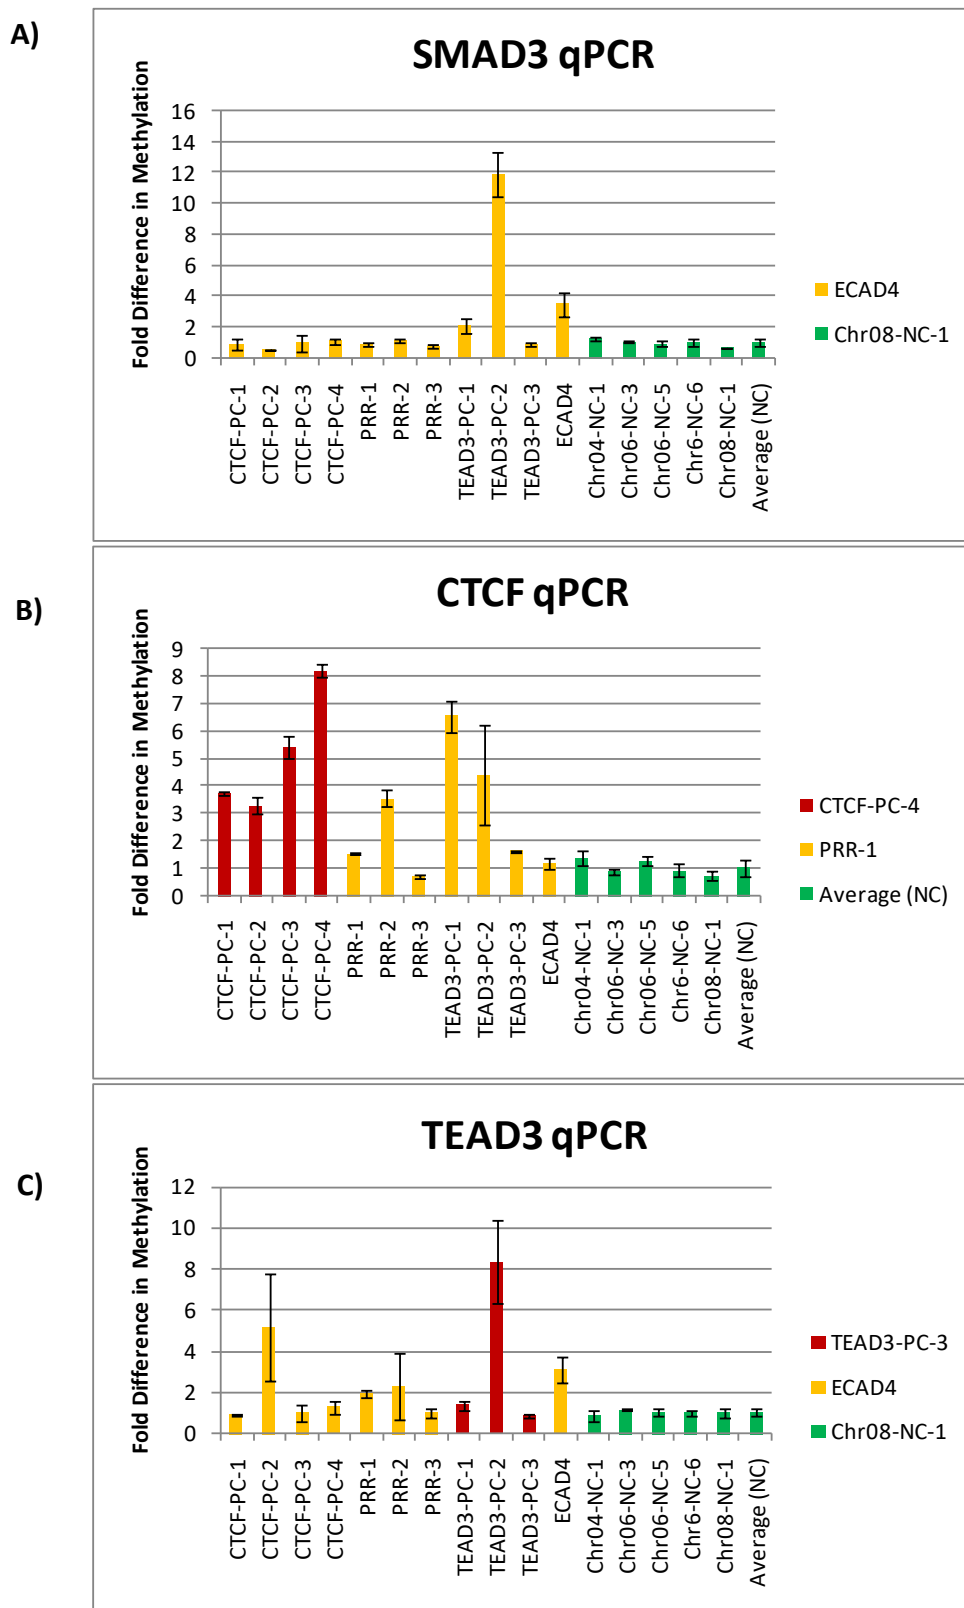 A)
SMAD3 qPCR
Fold Difference in Methylation
16
14
12
10
8
6
4
2
0
CTCF-PC-1
CTCF-PC-2
CTCF-PC-3
CTCF-PC-4
PRR-1
PRR-2
PRR-3
TEAD3-PC-1
TEAD3-PC-2
TEAD3-PC-3
ECAD4
Chr04-NC-1
Chr06-NC-3
Chr06-NC-5
Chr6-NC-6
Chr08-NC-1
Average (NC)
ECAD4
Chr08-NC-1
B)
CTCF qPCR
Fold Difference in Methylation
9
8
7
6
5
4
3
2
1
0
CTCF-PC-1
CTCF-PC-2
CTCF-PC-3
CTCF-PC-4
PRR-1
PRR-2
PRR-3
TEAD3-PC-1
TEAD3-PC-2
TEAD3-PC-3
ECAD4
Chr04-NC-1
Chr06-NC-3
Chr06-NC-5
Chr6-NC-6
Chr08-NC-1
Average (NC)
CTCF-PC-4
PRR-1
Average (NC)
C)
TEAD3 qPCR
Fold Difference in Methylation
12
10
8
6
4
2
0
CTCF-PC-1
CTCF-PC-2
CTCF-PC-3
CTCF-PC-4
PRR-1
PRR-2
PRR-3
TEAD3-PC-1
TEAD3-PC-2
TEAD3-PC-3
ECAD4
Chr04-NC-1
Chr06-NC-3
Chr06-NC-5
Chr6-NC-6
Chr08-NC-1
Average (NC)
TEAD3-PC-3
ECAD4
Chr08-NC-1